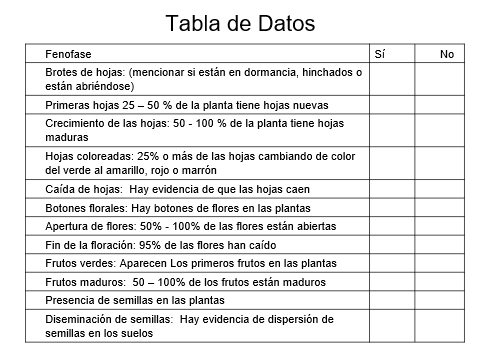 Tabla de Datos
Fenofase Sí No
Brotes de hojas: (mencionar si están en dormancia, hinchados o
están abriéndose)
Primeras hojas 25 – 50 % de la planta tiene hojas nuevas
Crecimiento de las hojas: 50 - 100 % de la planta tiene hojas
maduras
Hojas coloreadas: 25% o más de las hojas cambiando de color
del verde al amarillo, rojo o marrón
Caída de hojas:  Hay evidencia de que las hojas caen
Botones florales: Hay botones de flores en las plantas
Apertura de flores: 50% - 100% de las flores están abiertas
Fin de la floración: 95% de las flores han caído
Frutos verdes: Aparecen Los primeros frutos en las plantas
Frutos maduros:  50 – 100% de los frutos están maduros
Presencia de semillas en las plantas
Diseminación de semillas:  Hay evidencia de dispersión de
semillas en los suelos